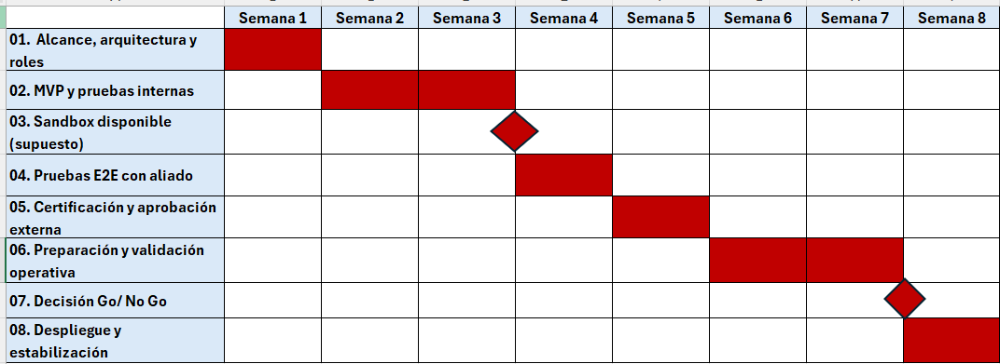 Semana 1 Semana 2 Semana 3 Semana 4 Semana 5 Semana 6 Semana 7 Semana 8
01. Alcance, arquitectura y
roles
02. MVP y pruebas internas
03. Sandbox disponible
(supuesto)
04. Pruebas E2E con aliado
05. Certificación y aprobación
externa
06. Preparación y validación
operativa
07. Decisión Go/ No Go
08. Despliegue y
estabilización